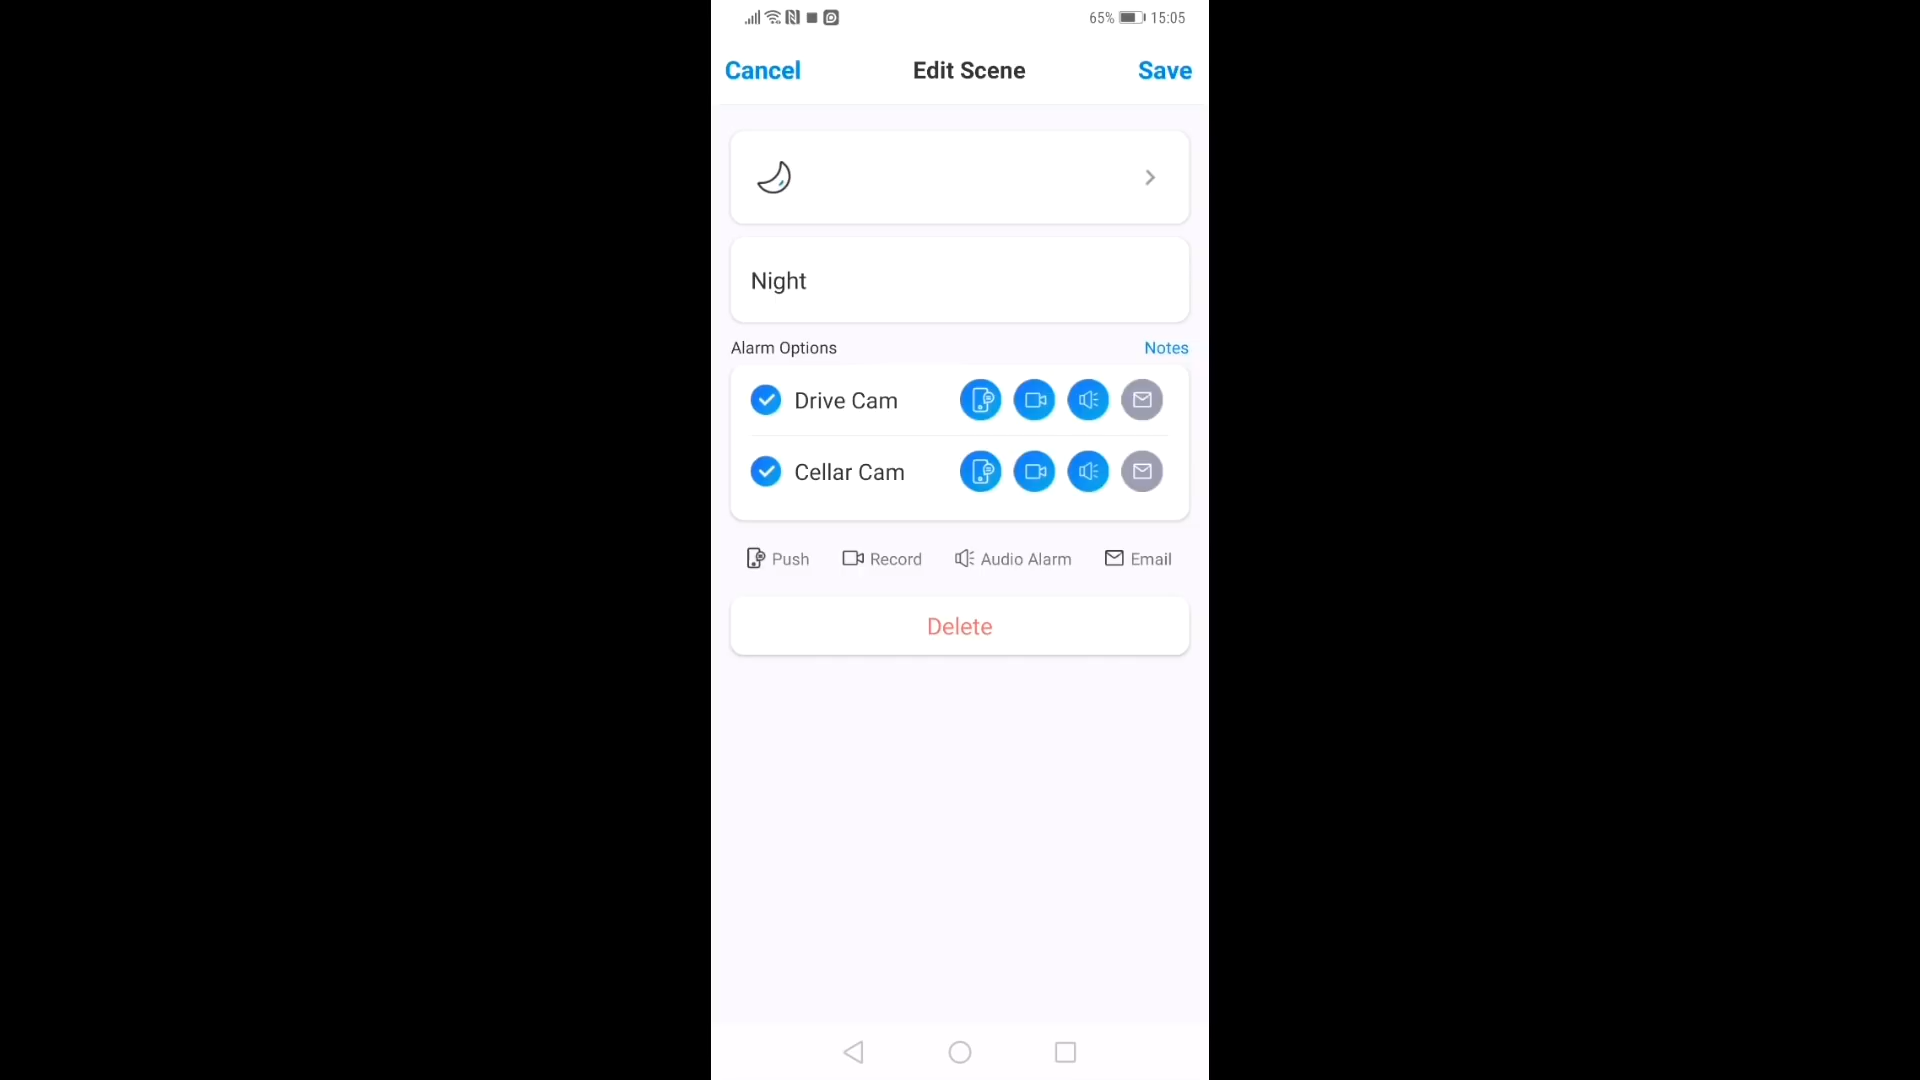 65% 15:05
Cancel Edit Scene Save
Night
Alarm Options Notes
Drive Cam
Cellar Cam
Push Record Audio Alarm Email
Delete